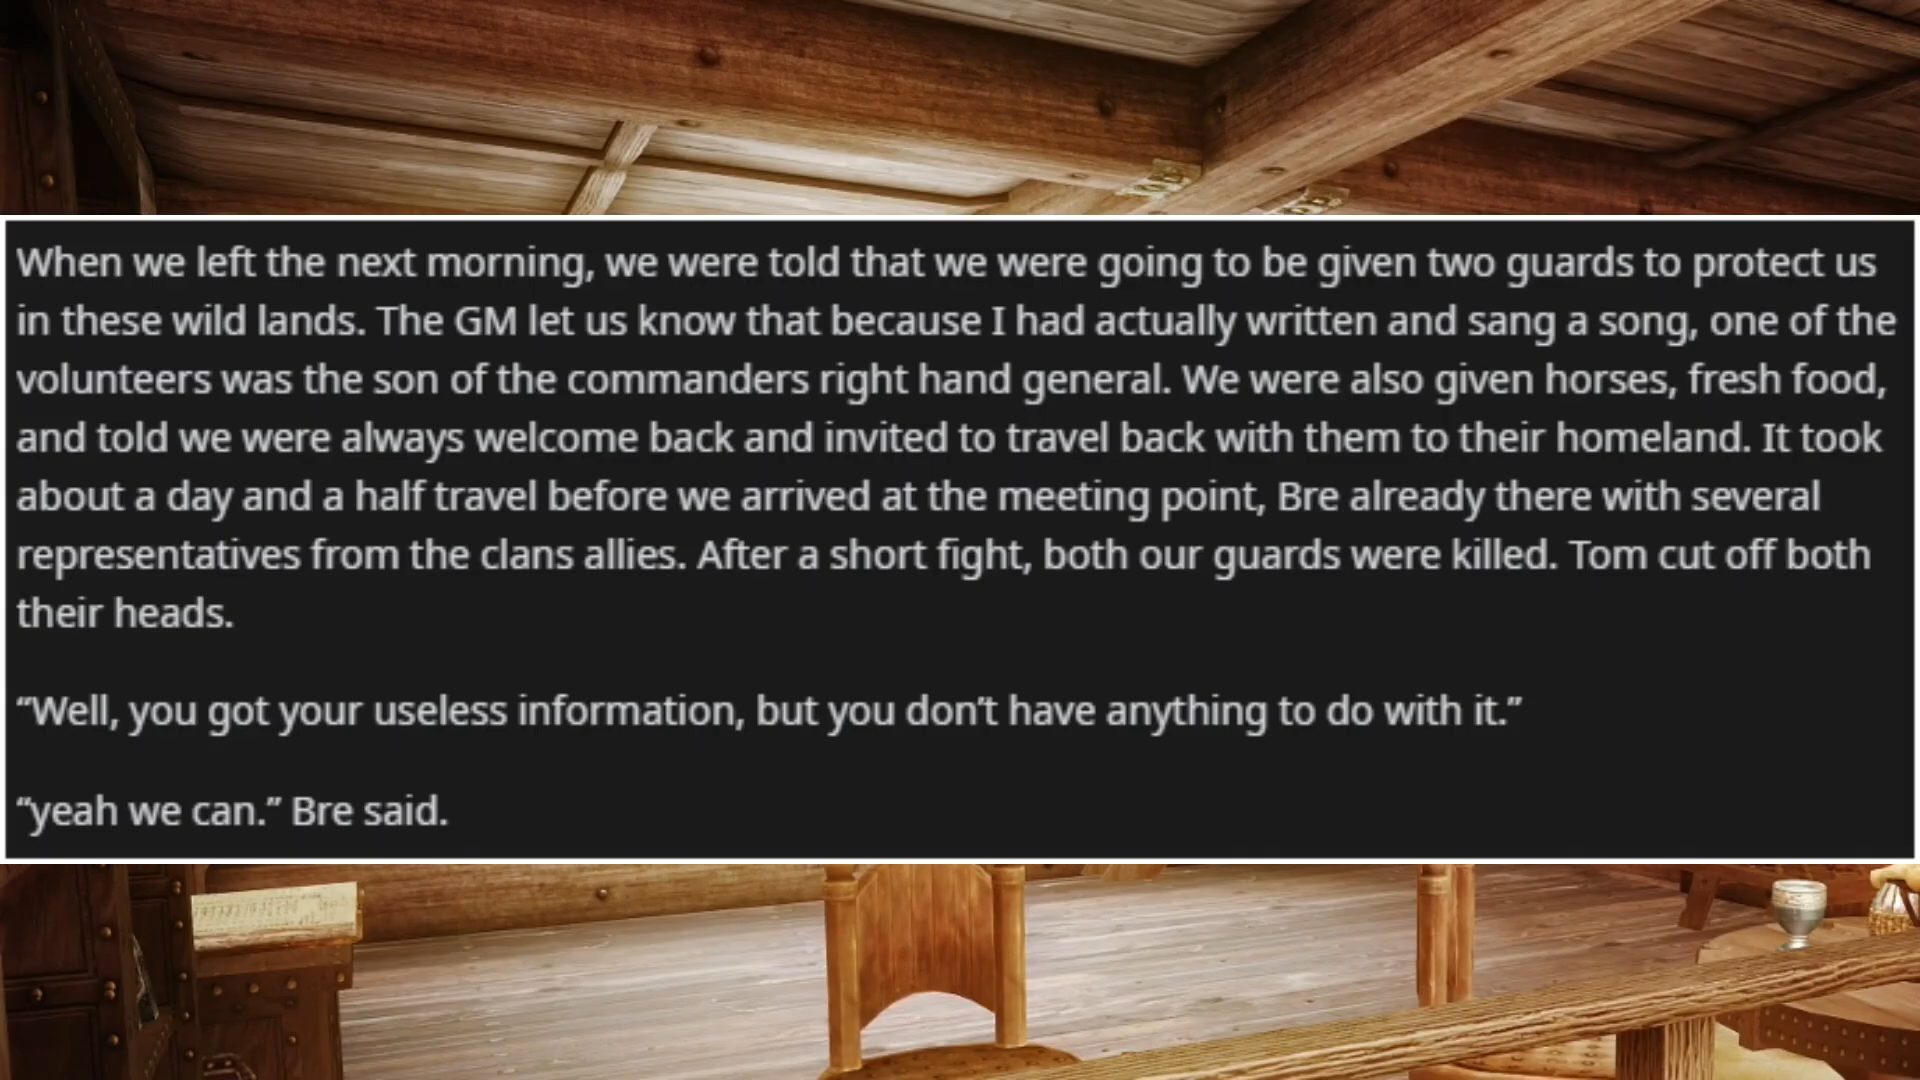 When we left the next morning, we were told that we were going to be given two guards to protect us
in these wild lands. The GM let us know that because I had actually written and sang a song, one of the
volunteers was the son of the commanders right hand general. We were also given horses, fresh food,
and told we were always welcome back and invited to travel back with them to their homeland. It took
about a day and a half travel before we arrived at the meeting point, Bre already there with several
representatives from the clans allies. After a short fight, both our guards were killed. Tom cut off both
their heads.
“Well, you got your useless information, but you don’t have anything to do with it.”
“yeah we can.” Bre said.